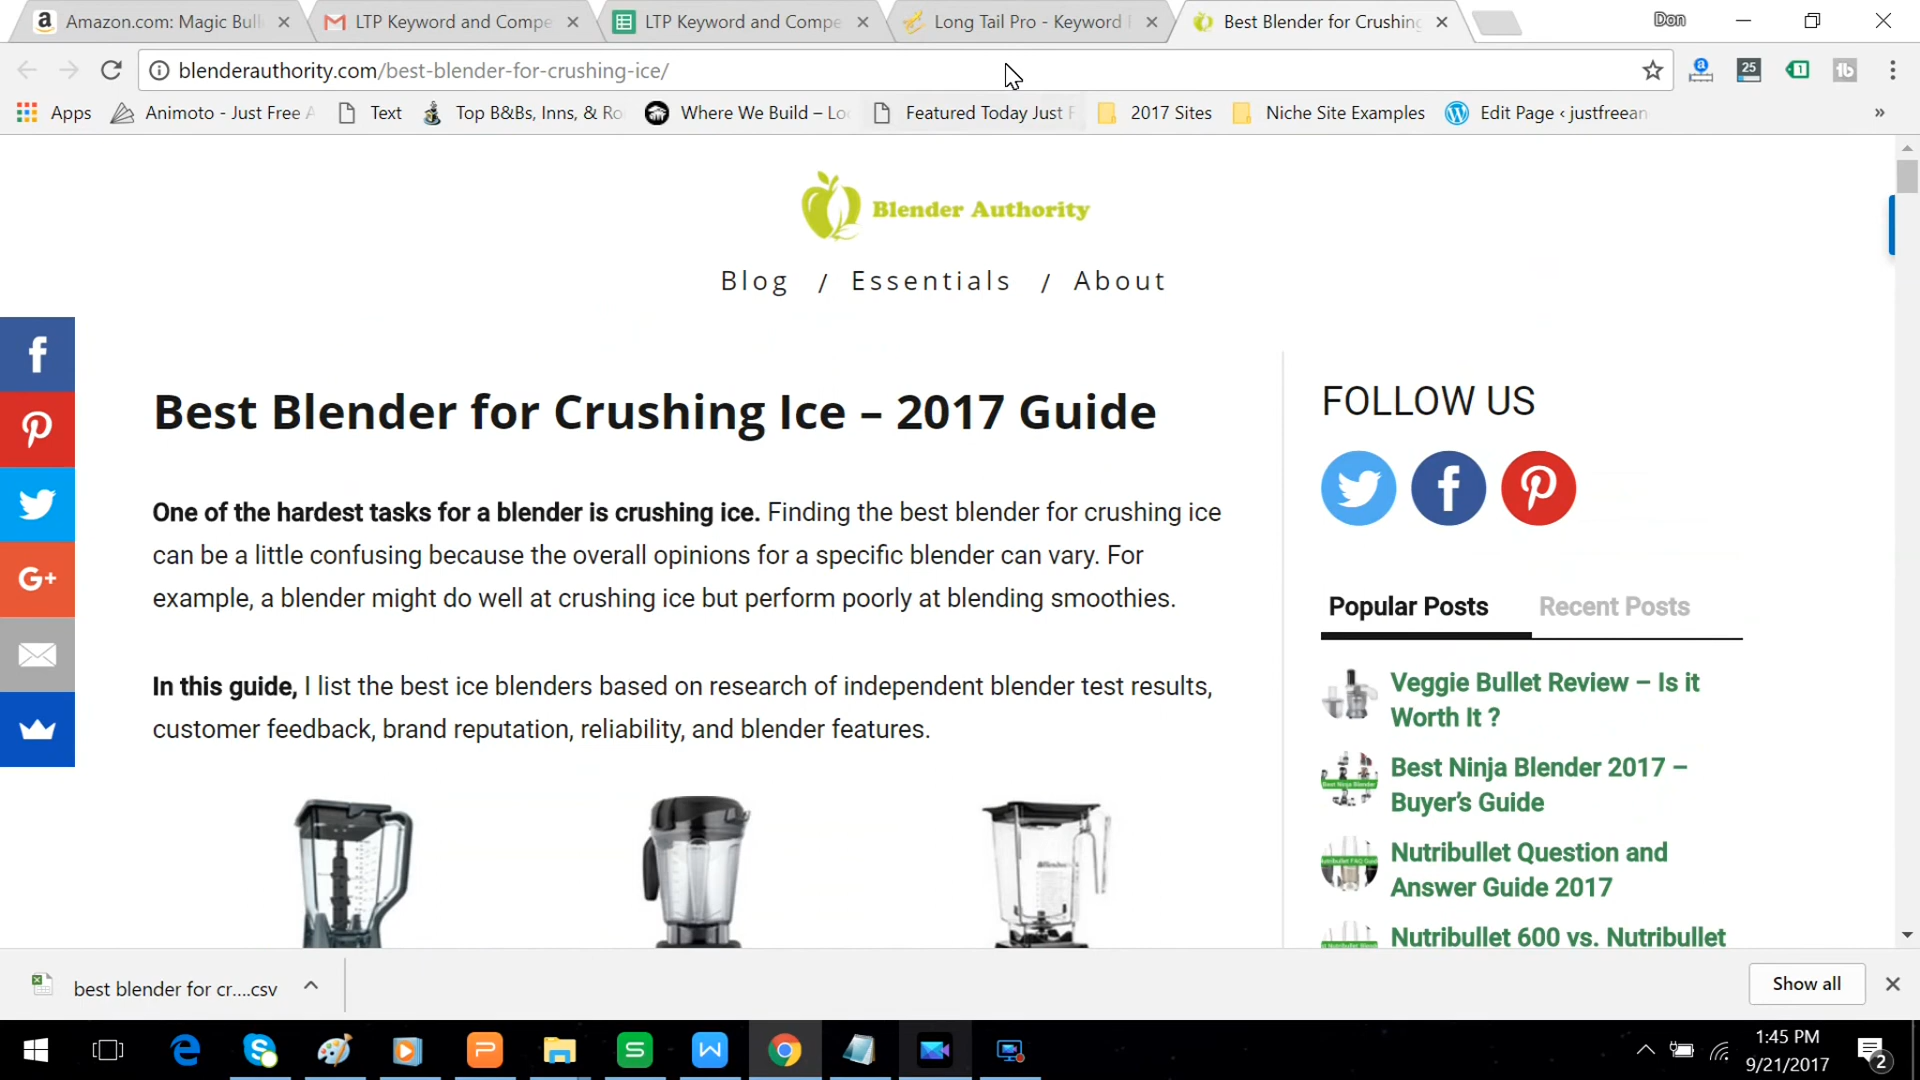 Amazon.com: Magic Bull
LTP Keyword and Compe
LTP Keyword and Compe
Long Tail Pro - Keyword
Best Blender for Crushing
Don
blenderauthority.com/best-blender-for-crushing-ice/
25
1
Apps
Animoto - Just Free
Text
Top B&Bs, Inns, & Ro
Where We Build – Lo
Featured Today Just F
2017 Sites
Niche Site Examples
Edit Page ‹ justfreean
»
Blender Authority
Blog / Essentials / About
Best Blender for Crushing Ice – 2017 Guide
One of the hardest tasks for a blender is crushing ice. Finding the best blender for crushing ice
can be a little confusing because the overall opinions for a specific blender can vary. For
example, a blender might do well at crushing ice but perform poorly at blending smoothies.
In this guide, I list the best ice blenders based on research of independent blender test results,
customer feedback, brand reputation, reliability, and blender features.
FOLLOW US
Popular Posts
Recent Posts
Veggie Bullet Review – Is it
Worth It ?
Best Ninja Blender 2017 –
Buyer's Guide
Nutribullet Question and
Answer Guide 2017
Nutribullet 600 vs. Nutribullet
best blender for cr....csv
Show all
1:45 PM
9/21/2017
2